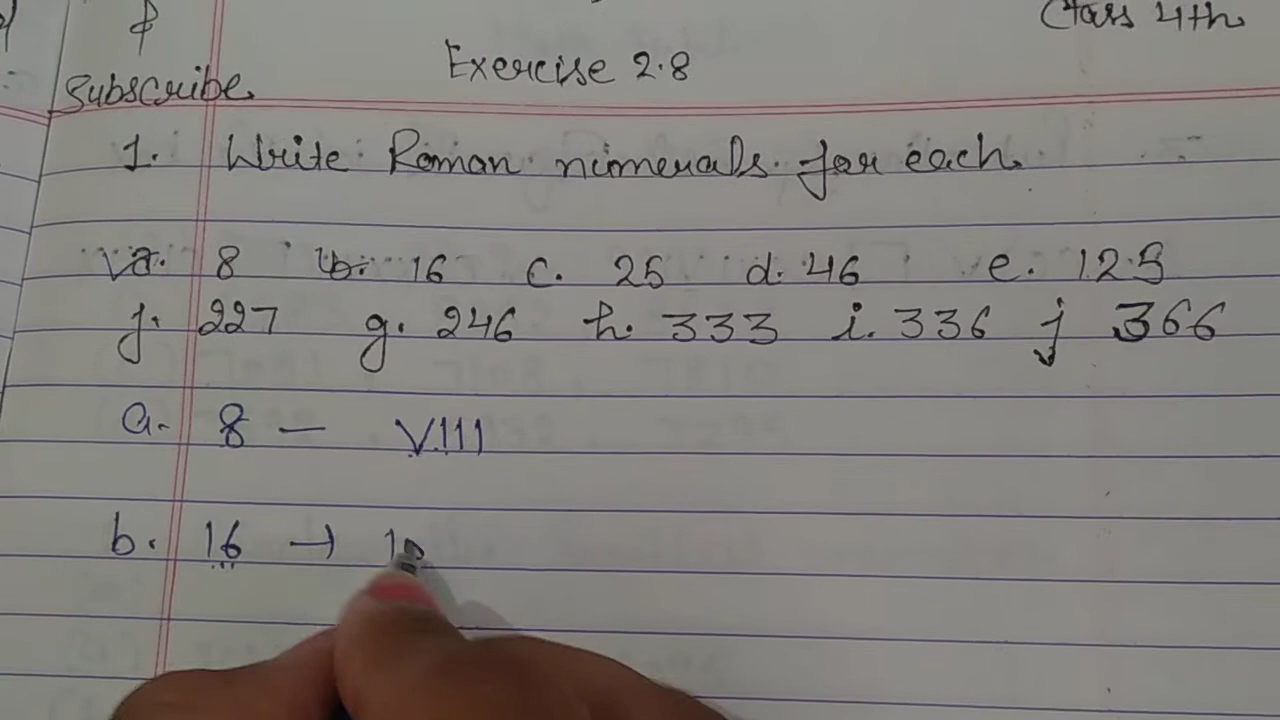 Class 4th
Exercise 2.8
Subscribe
1. Write Roman numerals for each.
a. 8 b. 16 c. 25 d. 46 e. 125
f. 227 g. 246 h. 333 i. 336 j 366
a. 8 — VIII
b. 16 → 10